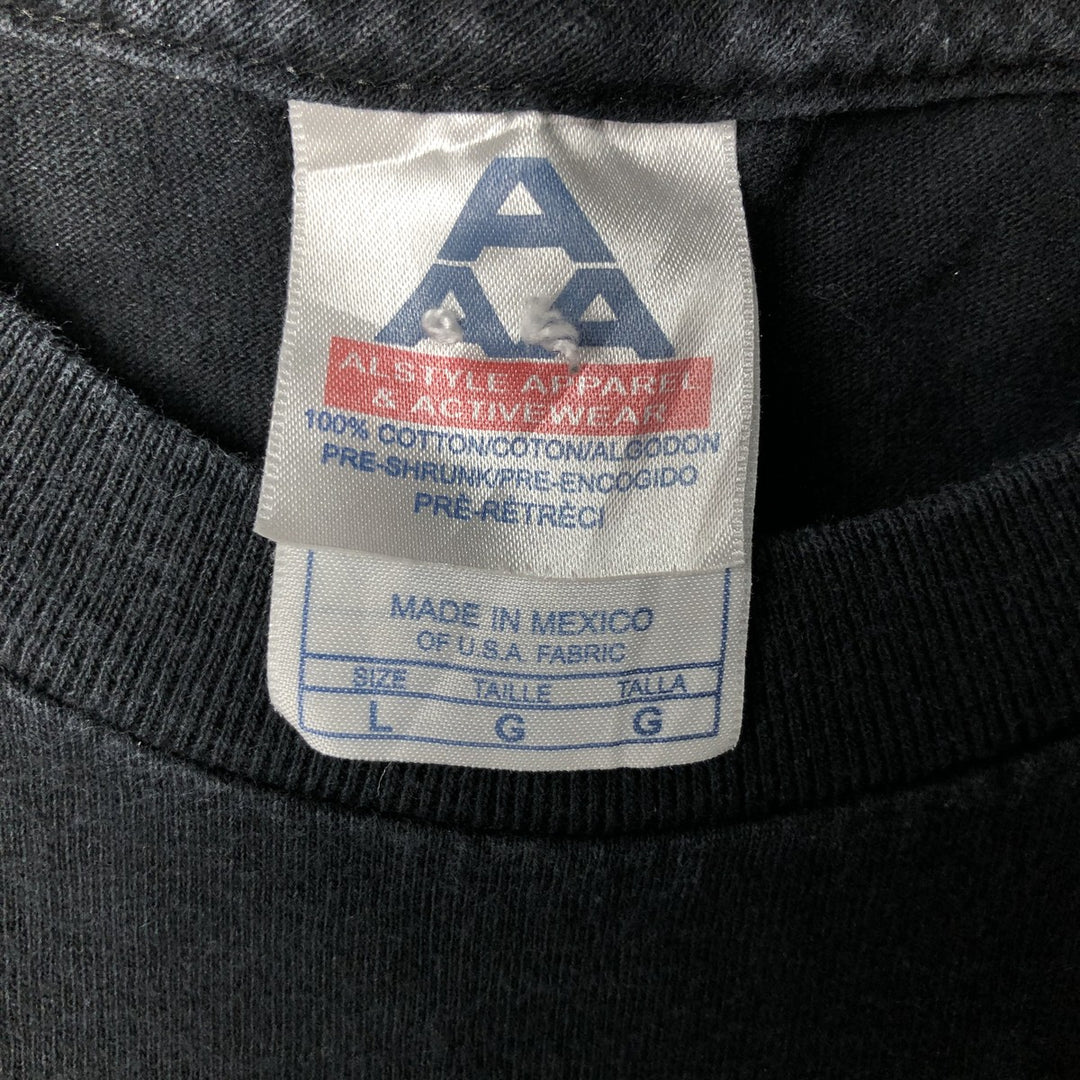 A
AA
ALSTYLE APPAREL
& ACTIVEWEAR
100% COTTON/COTON/ALGODON
PRE-SHRUNK/PRE-ENCOGIDO
PRÉ-RÉTRÉCI
MADE IN MEXICO
OF U.S.A. FABRIC
SIZE TAILLE TALLA
L G G